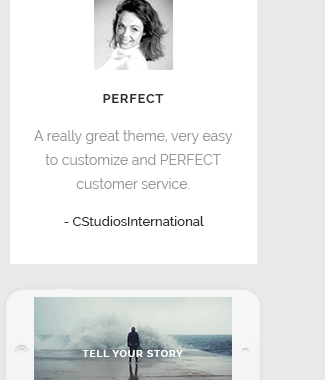 PERFECT
A really great theme, very easy
to customize and PERFECT
customer service.
- CStudiosInternational
TELL YOUR STORY